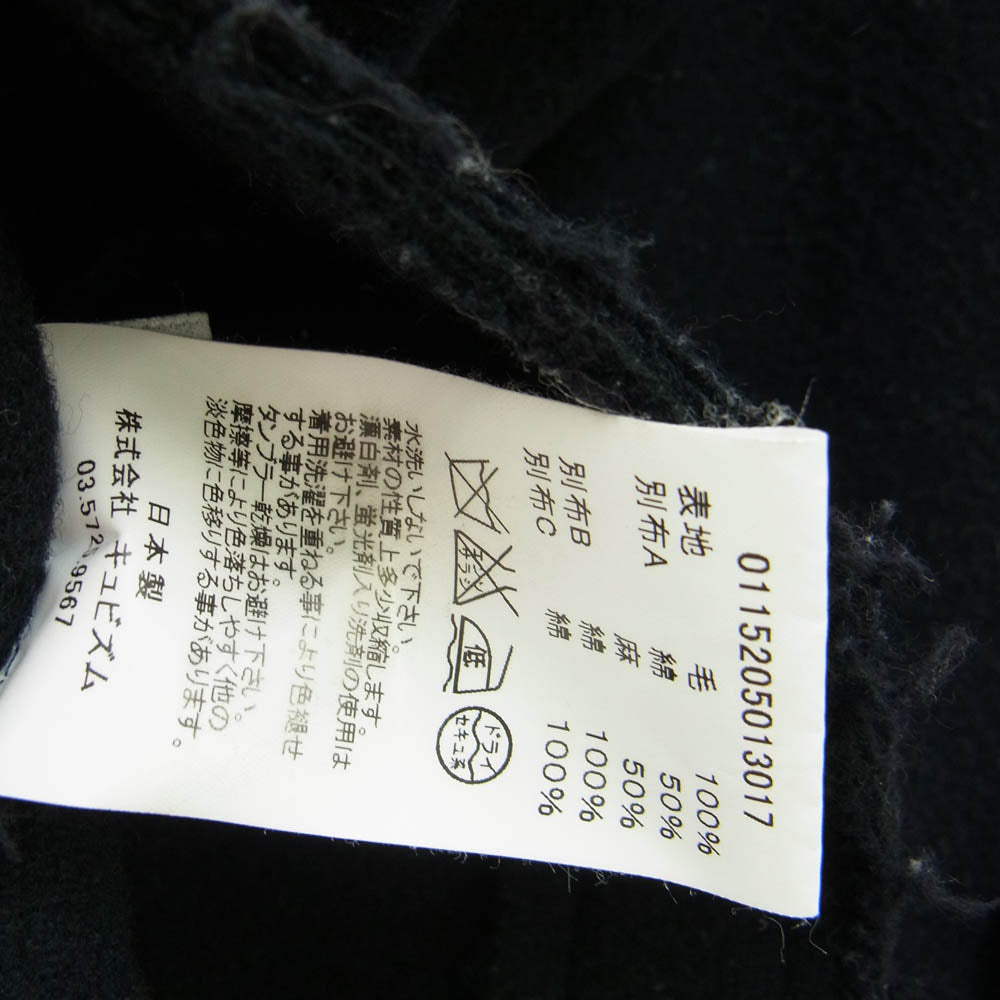 0115205013017
表地 毛 100%
別布A 綿 50%
麻 50%
別布B 綿 100%
別布C 綿 100%
エンソサラシ
低
ドライ
セキユ系
水洗いしないで下さい。
素材の性質上多少収縮します。
漂白剤、蛍光剤入り洗剤の使用は
お避け下さい。
着用洗濯を重ねる事により色褪せ
する事があります。
タンブラー乾燥はお避け下さい。
摩擦等により色落ちしやすく他の
淡色物に色移りする事があります。
日本製
株式会社 キュビズム